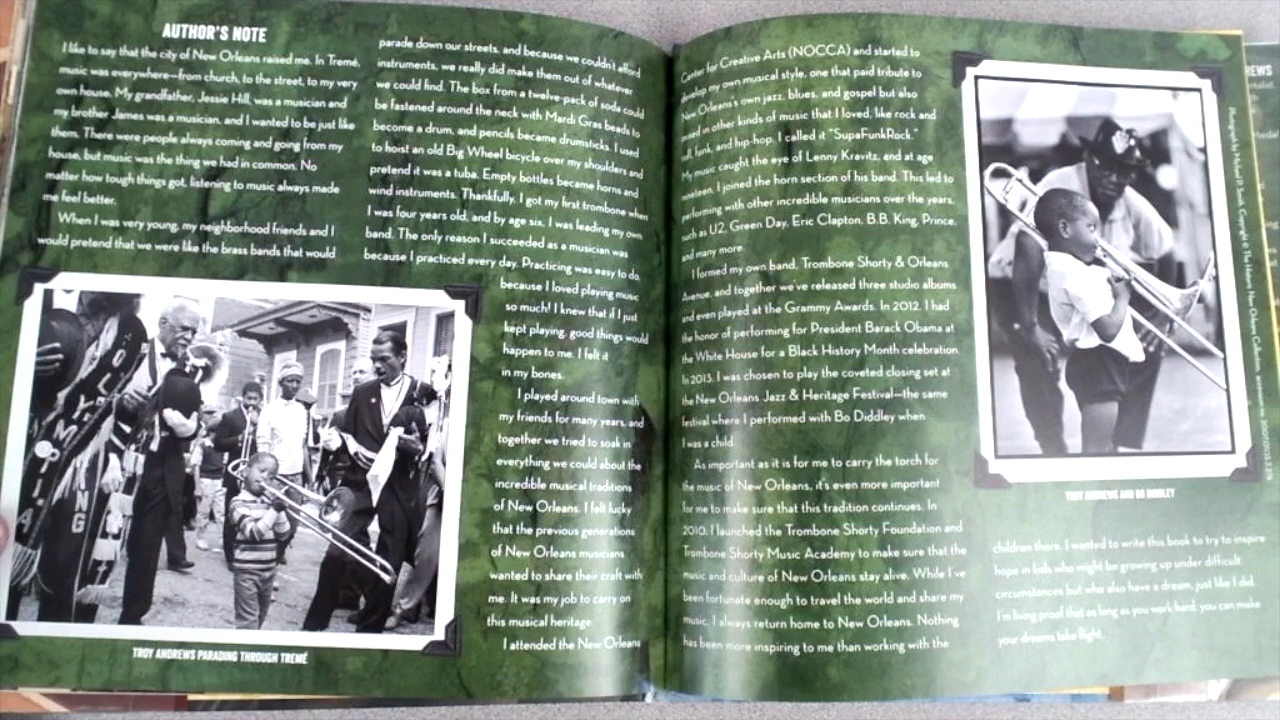 AUTHOR'S NOTE
I like to say that the city of New Orleans raised me. In Tremé,
music was everywhere—from church, to the street, to my very
own house. My grandfather, Jessie Hill, was a musician and
my brother James was a musician, and I wanted to be just like
them. There were people always coming and going from my
house, but music was the thing we had in common. No
matter how tough things got, listening to music always made
me feel better.
When I was very young, my neighborhood friends and I
would pretend that we were like the brass bands that would
parade down our streets, and because we couldn't afford
instruments, we really did make them out of whatever
we could find. The box from a twelve-pack of soda could
be fastened around the neck with Mardi Gras beads to
become a drum, and pencils became drumsticks. I used
to hoist an old Big Wheel bicycle over my shoulders and
pretend it was a tuba. Empty bottles became horns and
wind instruments. Thankfully, I got my first trombone when
I was four years old, and by age six, I was leading my own
band. The only reason I succeeded as a musician was
because I practiced every day. Practicing was easy to do,
because I loved playing music
so much! I knew that if I just
kept playing, good things would
happen to me. I felt it
in my bones.
I played around town with
my friends for many years, and
together we tried to soak in
everything we could about the
incredible musical traditions
of New Orleans. I felt lucky
that the previous generations
of New Orleans musicians
wanted to share their craft with
me. It was my job to carry on
this musical heritage.
I attended the New Orleans
OLYMPIA
TROY ANDREWS PARADING THROUGH TREMÉ
Center for Creative Arts (NOCCA) and started to
develop my own musical style, one that paid tribute to
New Orleans's own jazz, blues, and gospel but also
mixed in other kinds of music that I loved, like rock and
roll, funk, and hip-hop. I called it "SupaFunkRock."
My music caught the eye of Lenny Kravitz, and at age
nineteen, I joined the horn section of his band. This led to
performing with other incredible musicians over the years,
such as U2, Green Day, Eric Clapton, B.B. King, Prince,
and many more.
I formed my own band, Trombone Shorty & Orleans
Avenue, and together we've released three studio albums
and even played at the Grammy Awards. In 2012, I had
the honor of performing for President Barack Obama at
the White House for a Black History Month celebration.
In 2013, I was chosen to play the coveted closing set at
the New Orleans Jazz & Heritage Festival—the same
festival where I performed with Bo Diddley when
I was a child.
As important as it is for me to carry the torch for
the music of New Orleans, it's even more important
for me to make sure that this tradition continues. In
2010, I launched the Trombone Shorty Foundation and
Trombone Shorty Music Academy to make sure that the
music and culture of New Orleans stay alive. While I've
been fortunate enough to travel the world and share my
music, I always return home to New Orleans. Nothing
has been more inspiring to me than working with the
TROY ANDREWS AND BO DIDDLEY
children there. I wanted to write this book to try to inspire
hope in kids who might be growing up under difficult
circumstances but who also have a dream, just like I did.
I'm living proof that as long as you work hard, you can make
your dreams take flight.
Photograph by Michael P. Smith. Copyright © The Historic New Orleans Collection,